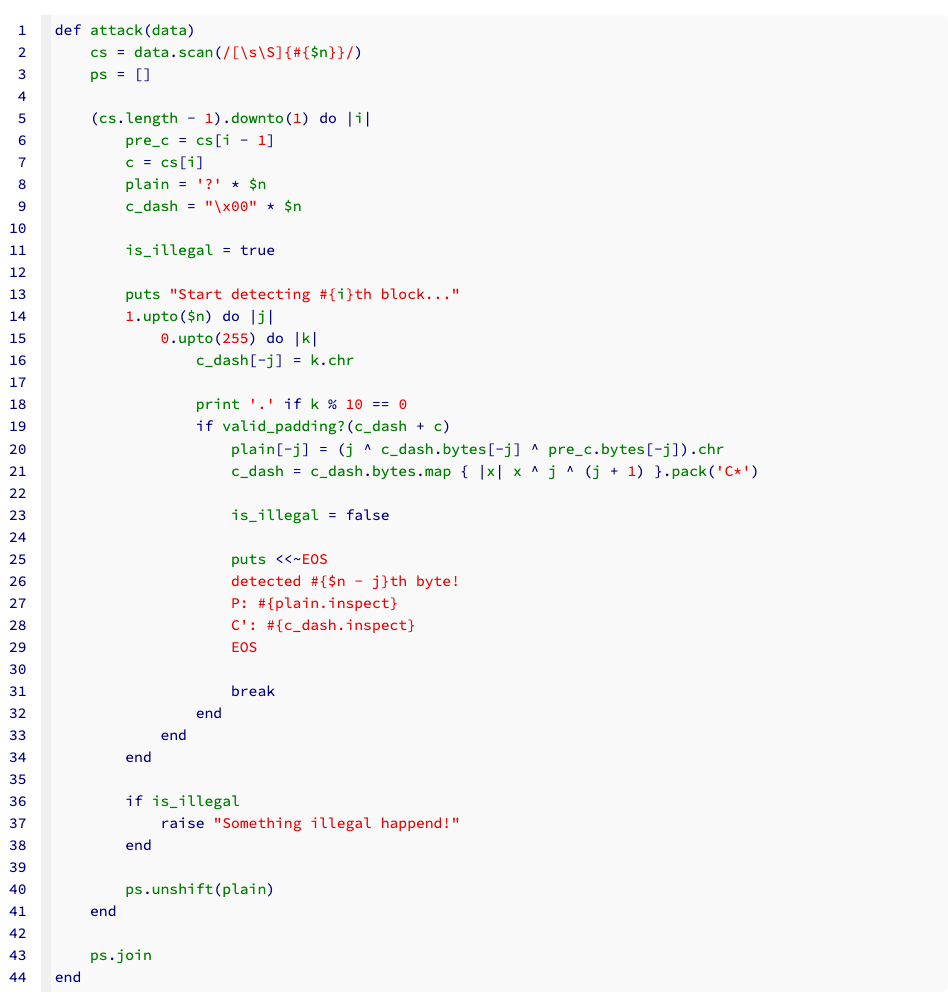 1 def attack(data)
2     cs = data.scan(/[\s\S]{#{$n}}/)
3     ps = []
4
5     (cs.length - 1).downto(1) do |i|
6         pre_c = cs[i - 1]
7         c = cs[i]
8         plain = '?' * $n
9         c_dash = "\x00" * $n
10
11         is_illegal = true
12
13         puts "Start detecting #{i}th block..."
14         1.upto($n) do |j|
15             0.upto(255) do |k|
16                 c_dash[-j] = k.chr
17
18                 print '.' if k % 10 == 0
19                 if valid_padding?(c_dash + c)
20                     plain[-j] = (j ^ c_dash.bytes[-j] ^ pre_c.bytes[-j]).chr
21                     c_dash = c_dash.bytes.map { |x| x ^ j ^ (j + 1) }.pack('C*')
22
23                     is_illegal = false
24
25                     puts <<~EOS
26                     detected #{$n - j}th byte!
27                     P: #{plain.inspect}
28                     C': #{c_dash.inspect}
29                     EOS
30
31                     break
32                 end
33             end
34         end
35
36         if is_illegal
37             raise "Something illegal happend!"
38         end
39
40         ps.unshift(plain)
41     end
42
43     ps.join
44 end